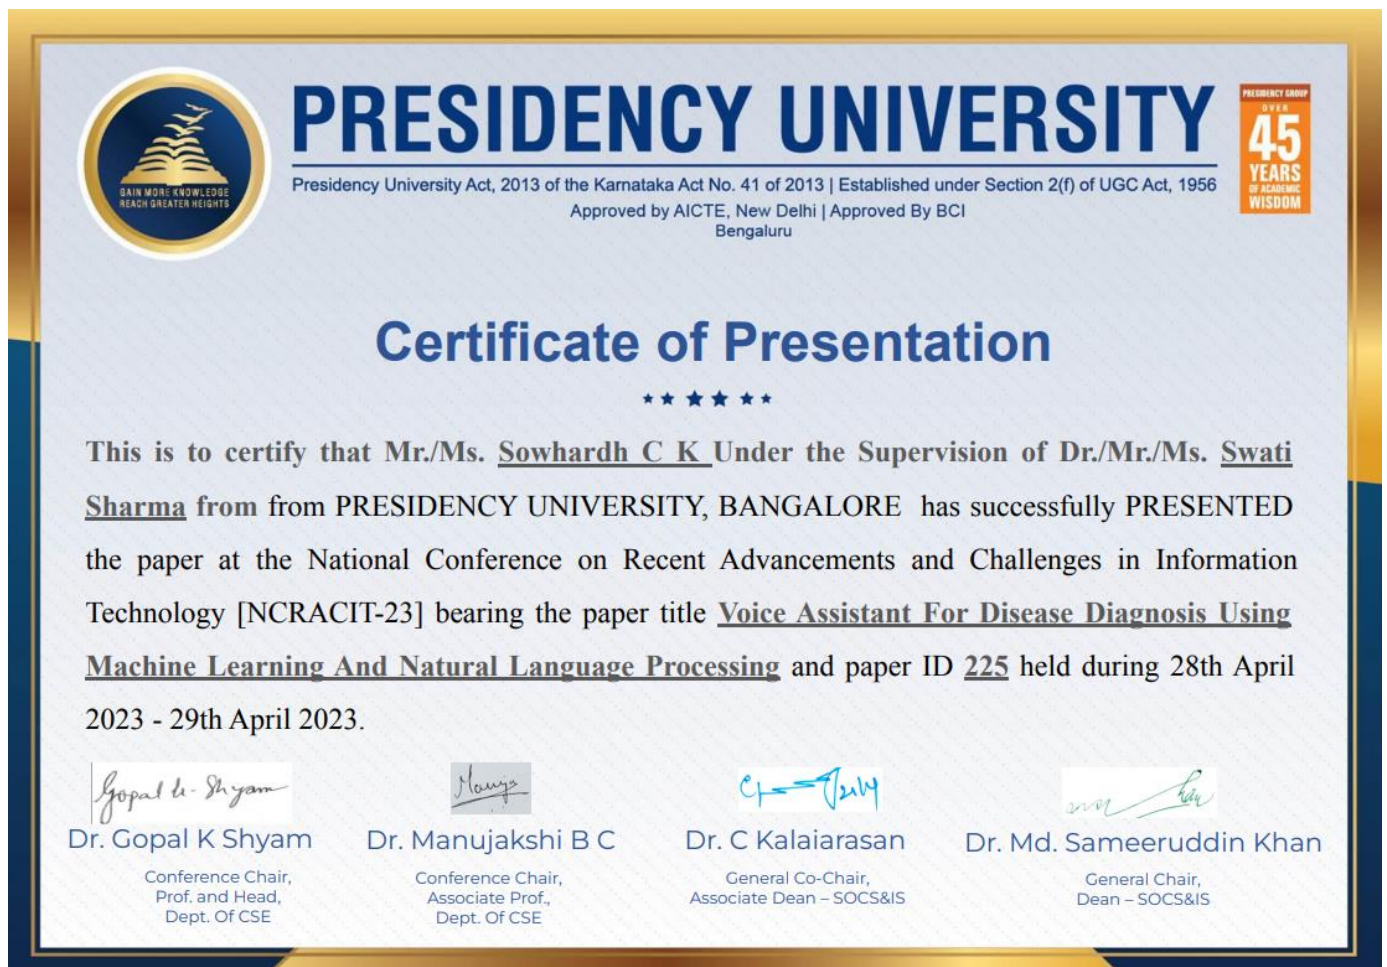 PRESIDENCY UNIVERSITY
Presidency University Act, 2013 of the Karnataka Act No. 41 of 2013 | Established under Section 2(f) of UGC Act, 1956
Approved by AICTE, New Delhi | Approved By BCI
Bengaluru
GAIN MORE KNOWLEDGE
REACH GREATER HEIGHTS
PRESIDENCY GROUP
OVER
45
YEARS
OF ACADEMIC
WISDOM
Certificate of Presentation
This is to certify that Mr./Ms. Sowhardh C K Under the Supervision of Dr./Mr./Ms. Swati
Sharma from from PRESIDENCY UNIVERSITY, BANGALORE has successfully PRESENTED
the paper at the National Conference on Recent Advancements and Challenges in Information
Technology [NCRACIT-23] bearing the paper title Voice Assistant For Disease Diagnosis Using
Machine Learning And Natural Language Processing and paper ID 225 held during 28th April
2023 - 29th April 2023.
Gopal K. Shyam
Dr. Gopal K Shyam
Conference Chair,
Prof. and Head,
Dept. Of CSE
Manuja
Dr. Manujakshi B C
Conference Chair,
Associate Prof.,
Dept. Of CSE
Dr. C Kalaiarasan
General Co-Chair,
Associate Dean – SOCS&IS
Khan
Dr. Md. Sameeruddin Khan
General Chair,
Dean – SOCS&IS